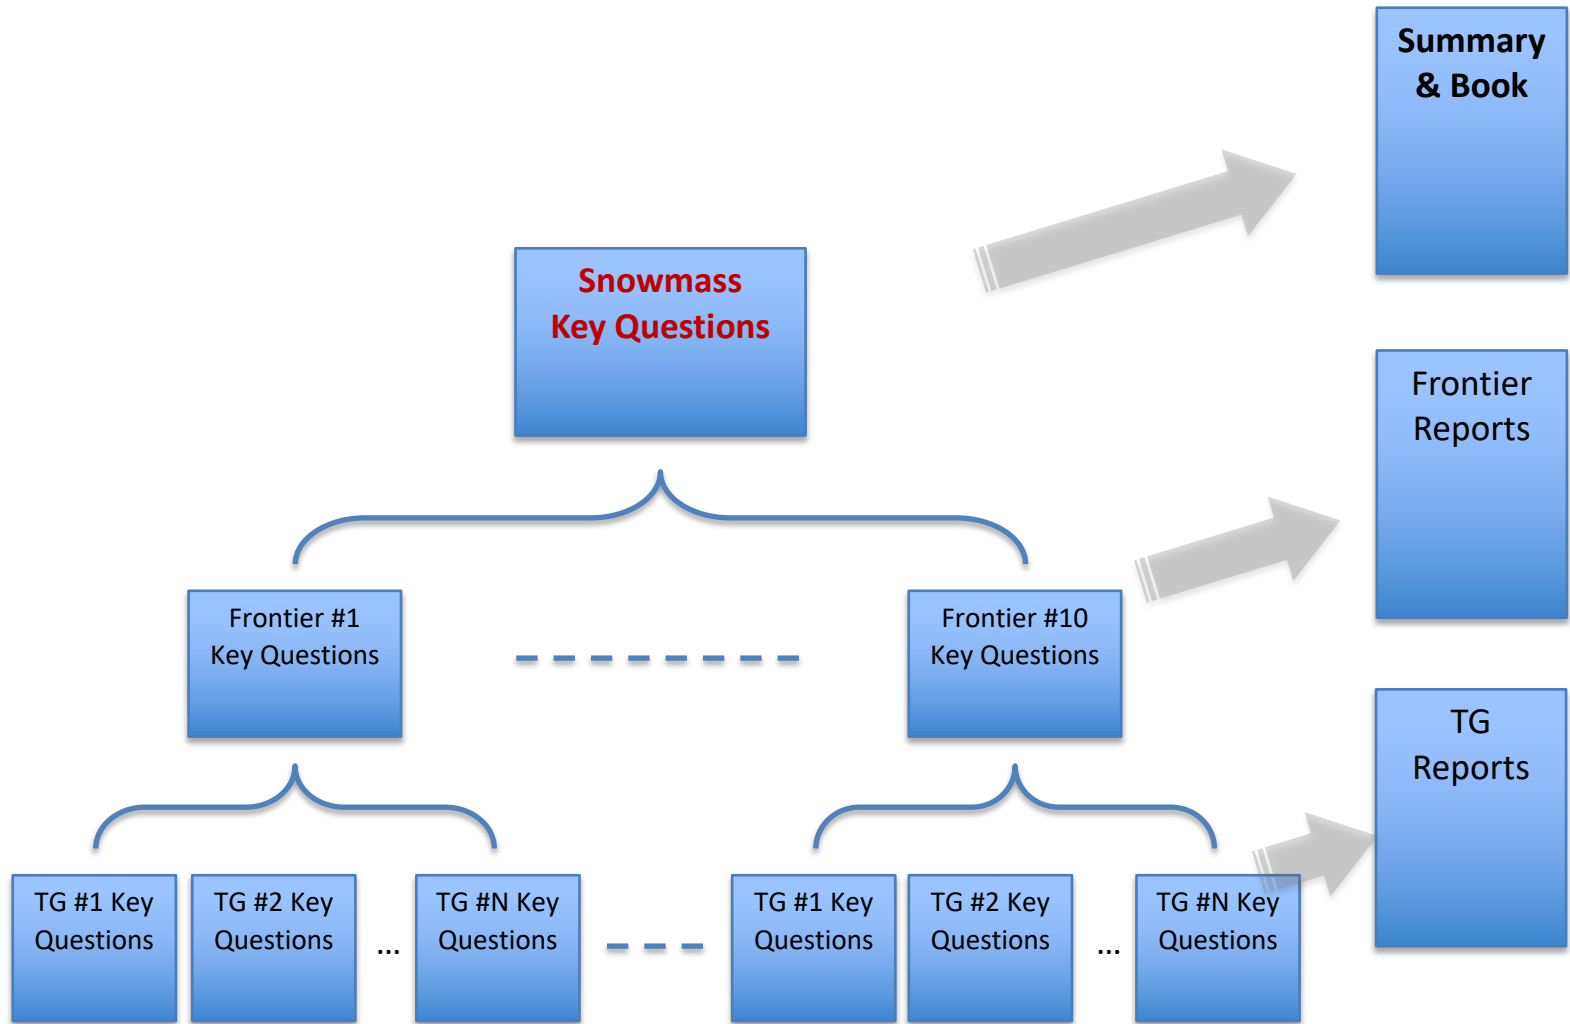 Summary
& Book
Snowmass
Key Questions
Frontier
Reports
Frontier #1
Key Questions
Frontier #10
Key Questions
TG
Reports
TG #1 Key
Questions
TG #2 Key
Questions
...
TG #N Key
Questions
TG #1 Key
Questions
TG #2 Key
Questions
...
TG #N Key
Questions